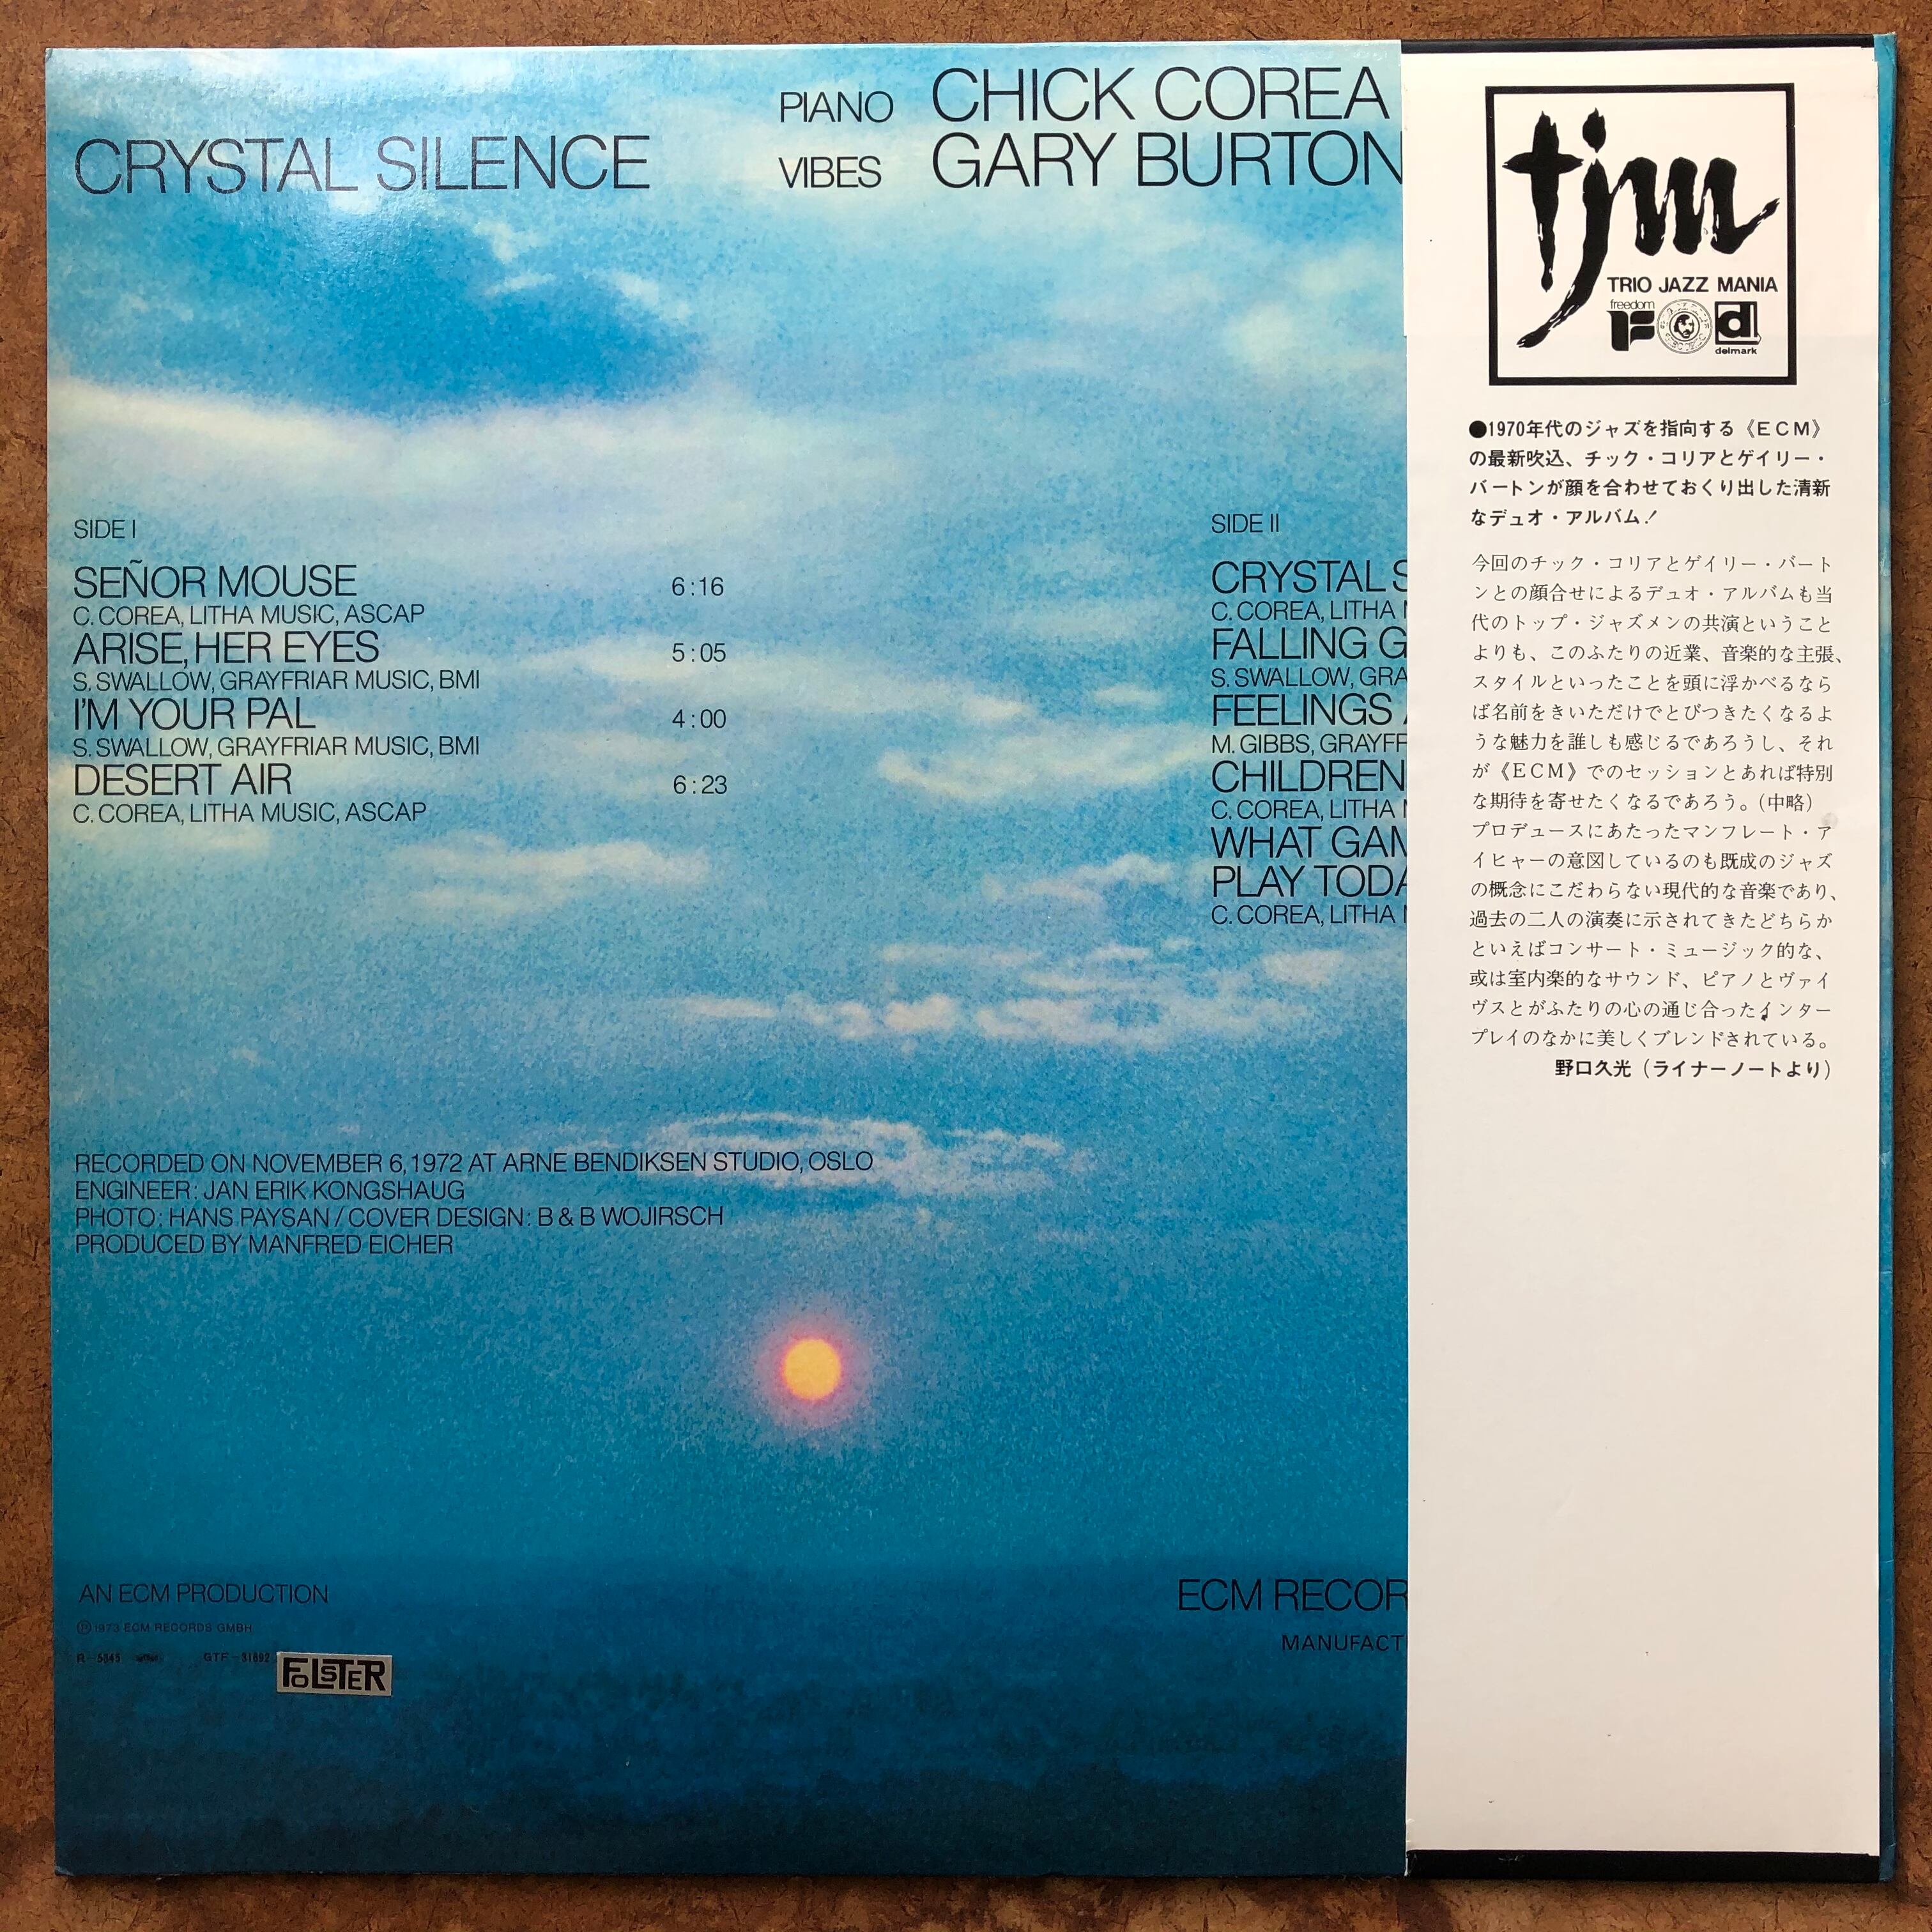 CRYSTAL SILENCE
PIANO CHICK COREA
VIBES GARY BURTON
SIDE I
SEÑOR MOUSE 6:16
C. COREA, LITHA MUSIC, ASCAP
ARISE, HER EYES 5:05
S. SWALLOW, GRAYFRIAR MUSIC, BMI
I'M YOUR PAL 4:00
S. SWALLOW, GRAYFRIAR MUSIC, BMI
DESERT AIR 6:23
C. COREA, LITHA MUSIC, ASCAP
SIDE II
CRYSTAL S
C. COREA, LITHA
FALLING G
S. SWALLOW, GRA
FEELINGS
M. GIBBS, GRAYFR
CHILDREN
C. COREA, LITHA
WHAT GAM
PLAY TODA
C. COREA, LITHA
RECORDED ON NOVEMBER 6, 1972 AT ARNE BENDIKSEN STUDIO, OSLO
ENGINEER: JAN ERIK KONGSHAUG
PHOTO: HANS PAYSAN / COVER DESIGN: B & B WOJIRSCH
PRODUCED BY MANFRED EICHER
AN ECM PRODUCTION
Ⓟ 1973 ECM RECORDS GMBH
R-5845 GTF-31692
FOLSTER
ECM RECOR
MANUFACT
tjm
TRIO JAZZ MANIA
freedom
delmark
●1970年代のジャズを指向する《ECM》
の最新吹込、チック・コリアとゲイリー・
バートンが顔を合わせておくり出した清新
なデュオ・アルバム!
今回のチック・コリアとゲイリー・バート
ンとの顔合せによるデュオ・アルバムも当
代のトップ・ジャズメンの共演ということ
よりも、このふたりの近業、音楽的な主張、
スタイルといったことを頭に浮かべるなら
ば名前をきいただけでとびつきたくなるよ
うな魅力を誰しも感じるであろうし、それ
が《ECM》でのセッションとあれば特別
な期待を寄せたくなるであろう。(中略)
プロデュースにあたったマンフレート・ア
イヒャーの意図しているのも既成のジャズ
の概念にこだわらない現代的な音楽であり、
過去の二人の演奏に示されてきたどちらか
といえばコンサート・ミュージック的な、
或は室内楽的なサウンド、ピアノとヴァイ
ヴスとがふたりの心の通じ合ったインター
プレイのなかに美しくブレンドされている。
野口久光(ライナーノートより)